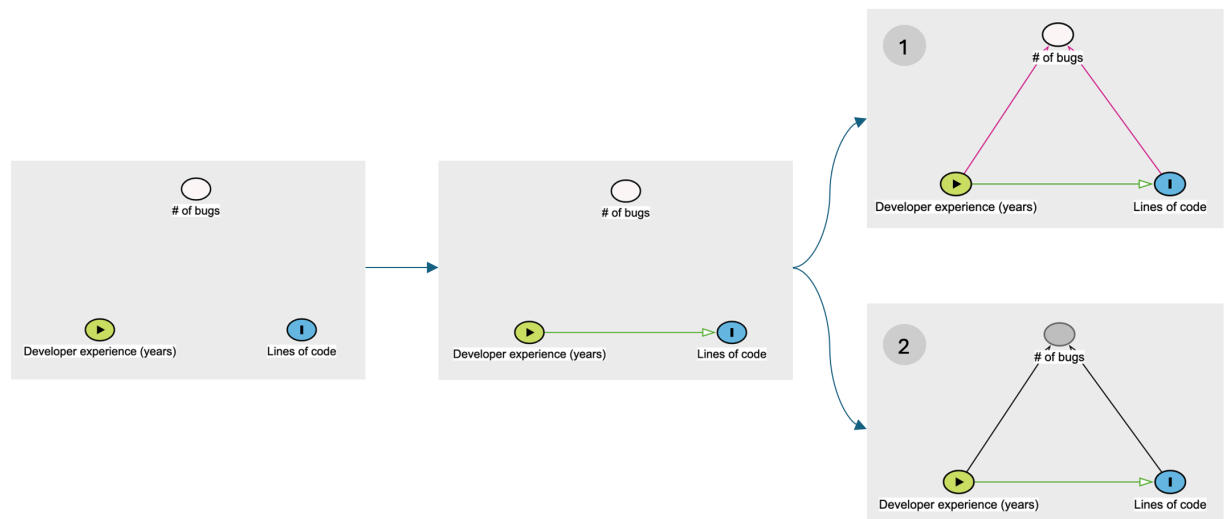 # of bugs
Developer experience (years)
Lines of code
# of bugs
Developer experience (years)
Lines of code
1
# of bugs
Developer experience (years)
Lines of code
2
# of bugs
Developer experience (years)
Lines of code